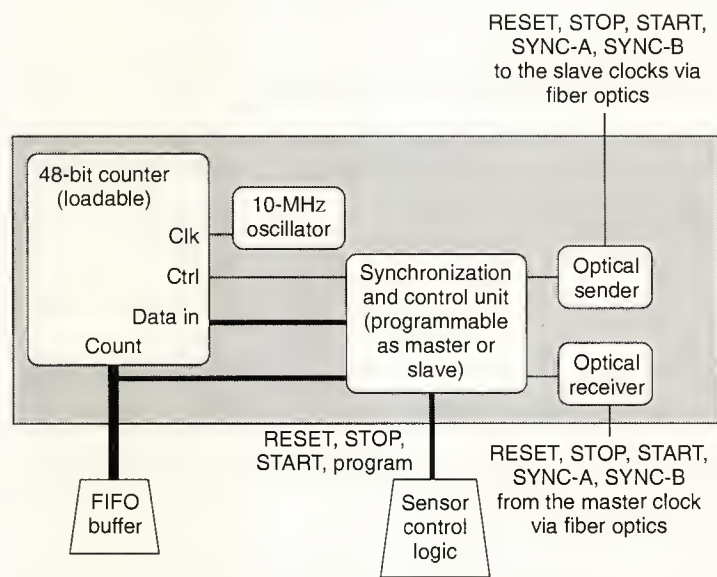 RESET, STOP, START,
SYNC-A, SYNC-B
to the slave clocks via
fiber optics
48-bit counter
(loadable)
Clk
Ctrl
Data in
Count
10-MHz
oscillator
Synchronization
and control unit
(programmable
as master or
slave)
Optical
sender
Optical
receiver
RESET, STOP,
START, program
RESET, STOP, START,
SYNC-A, SYNC-B
from the master clock
via fiber optics
FIFO
buffer
Sensor
control
logic